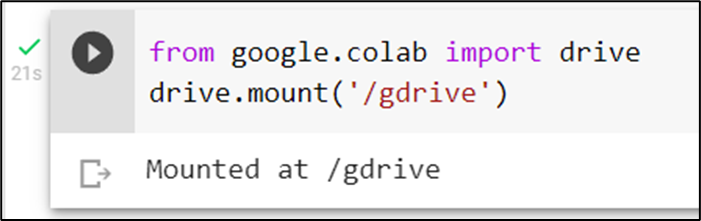 from google.colab import drive
21s
drive.mount('/gdrive')
Mounted at /gdrive